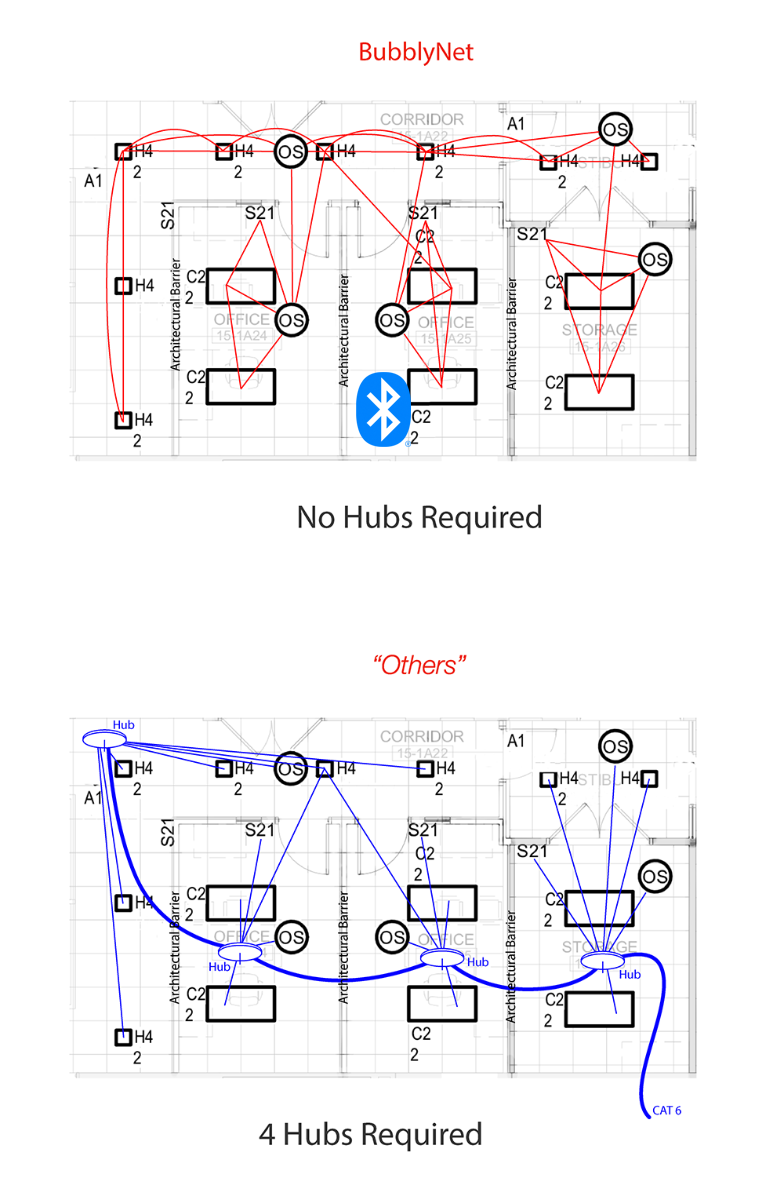 BubblyNet
CORRIDOR
15-1A22
A1
OS
H4
2
H4
2
OS
H4
H4
2
H4
2
STIB
H4
A1
S21
S21
S21
C2
2
S21
OS
Architectural Barrier
C2
2
H4
Architectural Barrier
Architectural Barrier
C2
2
OFFICE
15-1A24
OS
OS
OFFICE
15-1A25
STORAGE
15-1A26
C2
2
C2
2
H4
2
C2
2
No Hubs Required
“Others”
Hub
CORRIDOR
15-1A22
A1
OS
H4
2
H4
2
OS
H4
H4
2
H4
2
STIB
H4
A1
S21
S21
S21
C2
2
S21
OS
C2
2
H4
Architectural Barrier
Architectural Barrier
Architectural Barrier
C2
2
OS
OS
OFFICE
STORAGE
Hub
Hub
Hub
C2
2
C2
2
H4
2
C2
2
CAT 6
4 Hubs Required